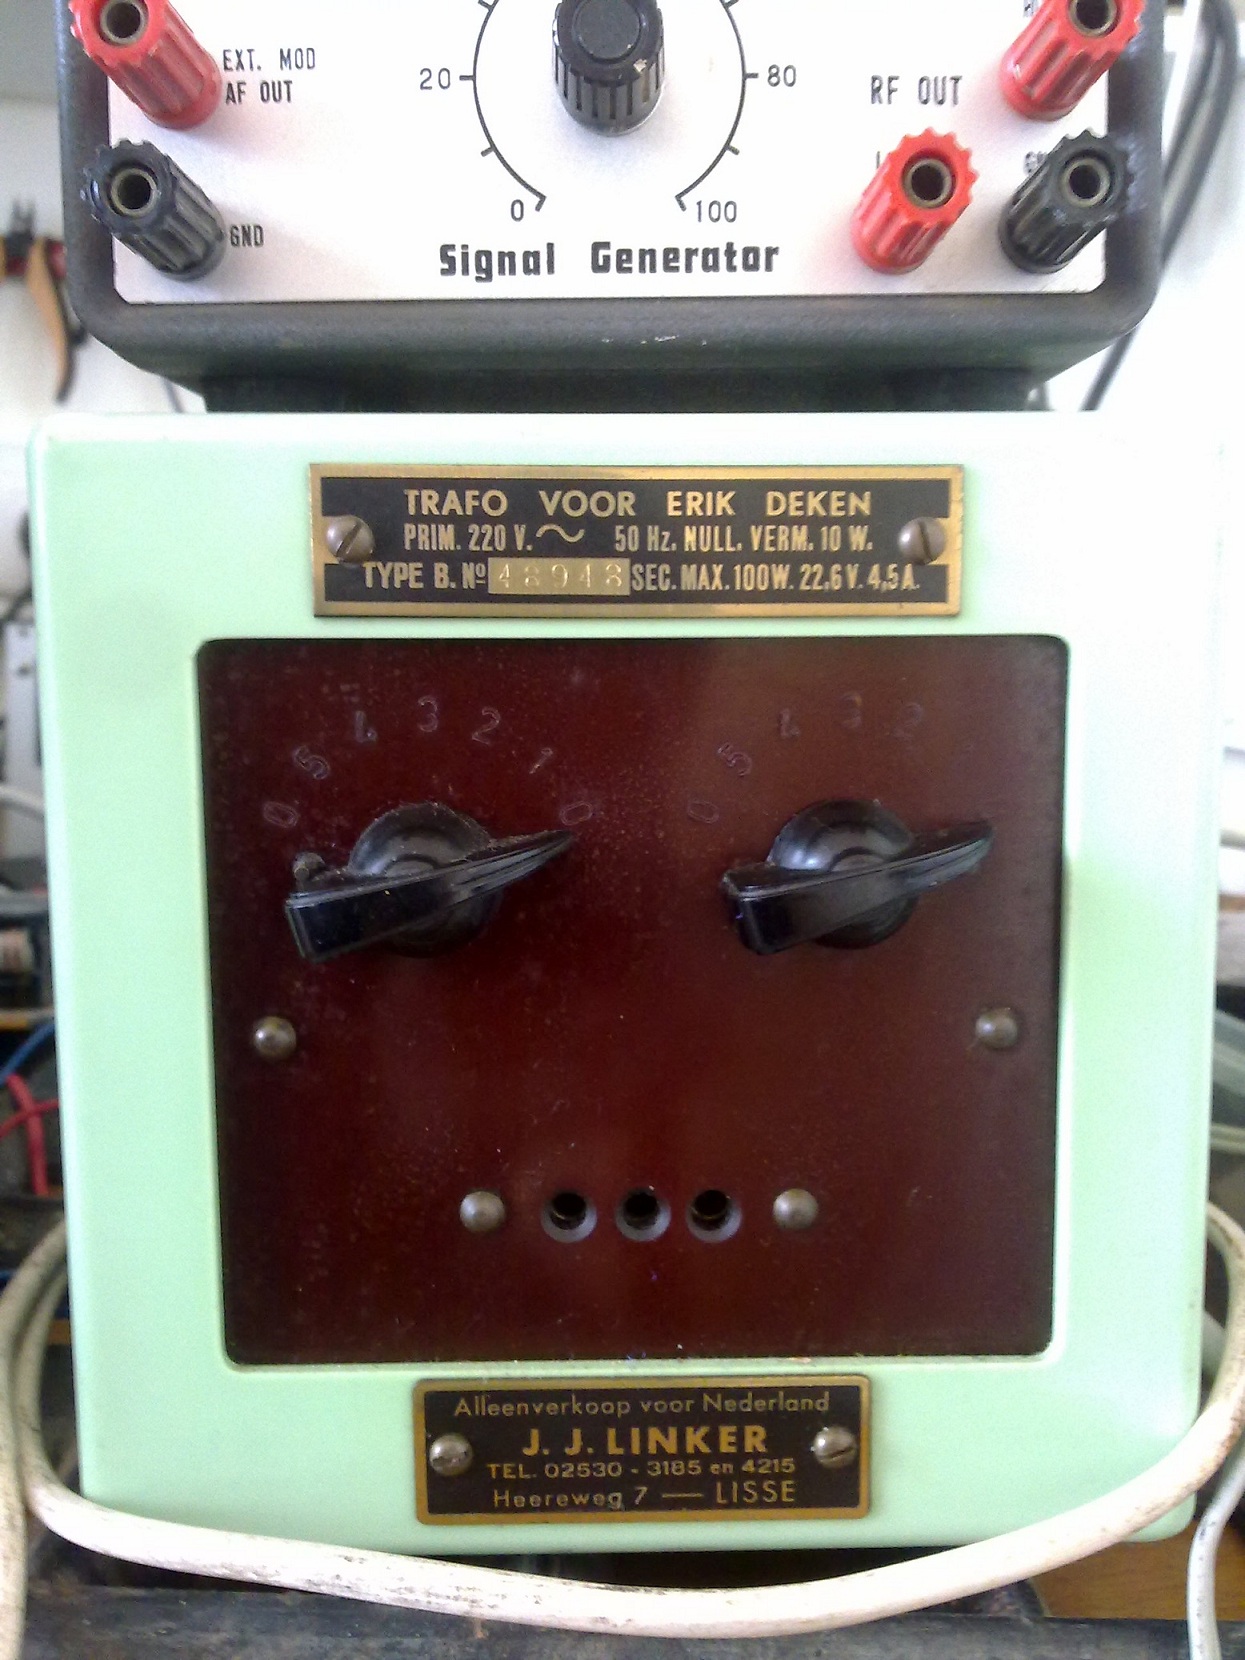 EXT. MOD
AF OUT
GND
20
80
0
100
RF OUT
Signal Generator
TRAFO VOOR ERIK DEKEN
PRIM. 220 V. ~ 50 Hz. NULL. VERM. 10 W.
TYPE B. Nº 48948 SEC. MAX. 100W. 22,6 V. 4,5 A.
0 5 4 3 2 1 0
0 5 4 3 2
Alleenverkoop voor Nederland
J. J. LINKER
TEL. 02530 - 3185 en 4215
Heereweg 7 — LISSE